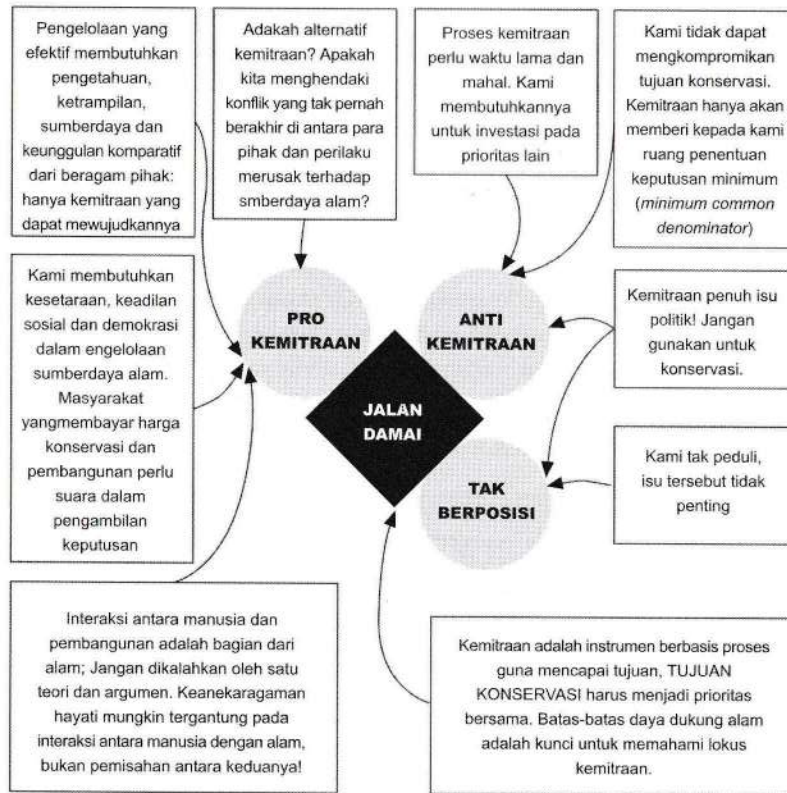 Pengelolaan yang
efektif membutuhkan
pengetahuan,
ketrampilan,
sumberdaya dan
keunggulan komparatif
dari beragam pihak:
hanya kemitraan yang
dapat mewujudkannya
Adakah alternatif
kemitraan? Apakah
kita menghendaki
konflik yang tak pernah
berakhir di antara para
pihak dan perilaku
merusak terhadap
smberdaya alam?
Proses kemitraan
perlu waktu lama dan
mahal. Kami
membutuhkannya
untuk investasi pada
prioritas lain
Kami tidak dapat
mengkompromikan
tujuan konservasi.
Kemitraan hanya akan
memberi kepada kami
ruang penentuan
keputusan minimum
(minimum common
denominator)
Kami membutuhkan
kesetaraan, keadilan
sosial dan demokrasi
dalam engelolaan
sumberdaya alam.
Masyarakat
yangmembayar harga
konservasi dan
pembangunan perlu
suara dalam
pengambilan
keputusan
PRO
KEMITRAAN
ANTI
KEMITRAAN
JALAN
DAMAI
TAK
BERPOSISI
Kemitraan penuh isu
politik! Jangan
gunakan untuk
konservasi.
Kami tak peduli,
isu tersebut tidak
penting
Interaksi antara manusia dan
pembangunan adalah bagian dari
alam; Jangan dikalahkan oleh satu
teori dan argumen. Keanekaragaman
hayati mungkin tergantung pada
interaksi antara manusia dengan alam,
bukan pemisahan antara keduanya!
Kemitraan adalah instrumen berbasis proses
guna mencapai tujuan, TUJUAN
KONSERVASI harus menjadi prioritas
bersama. Batas-batas daya dukung alam
adalah kunci untuk memahami lokus
kemitraan.